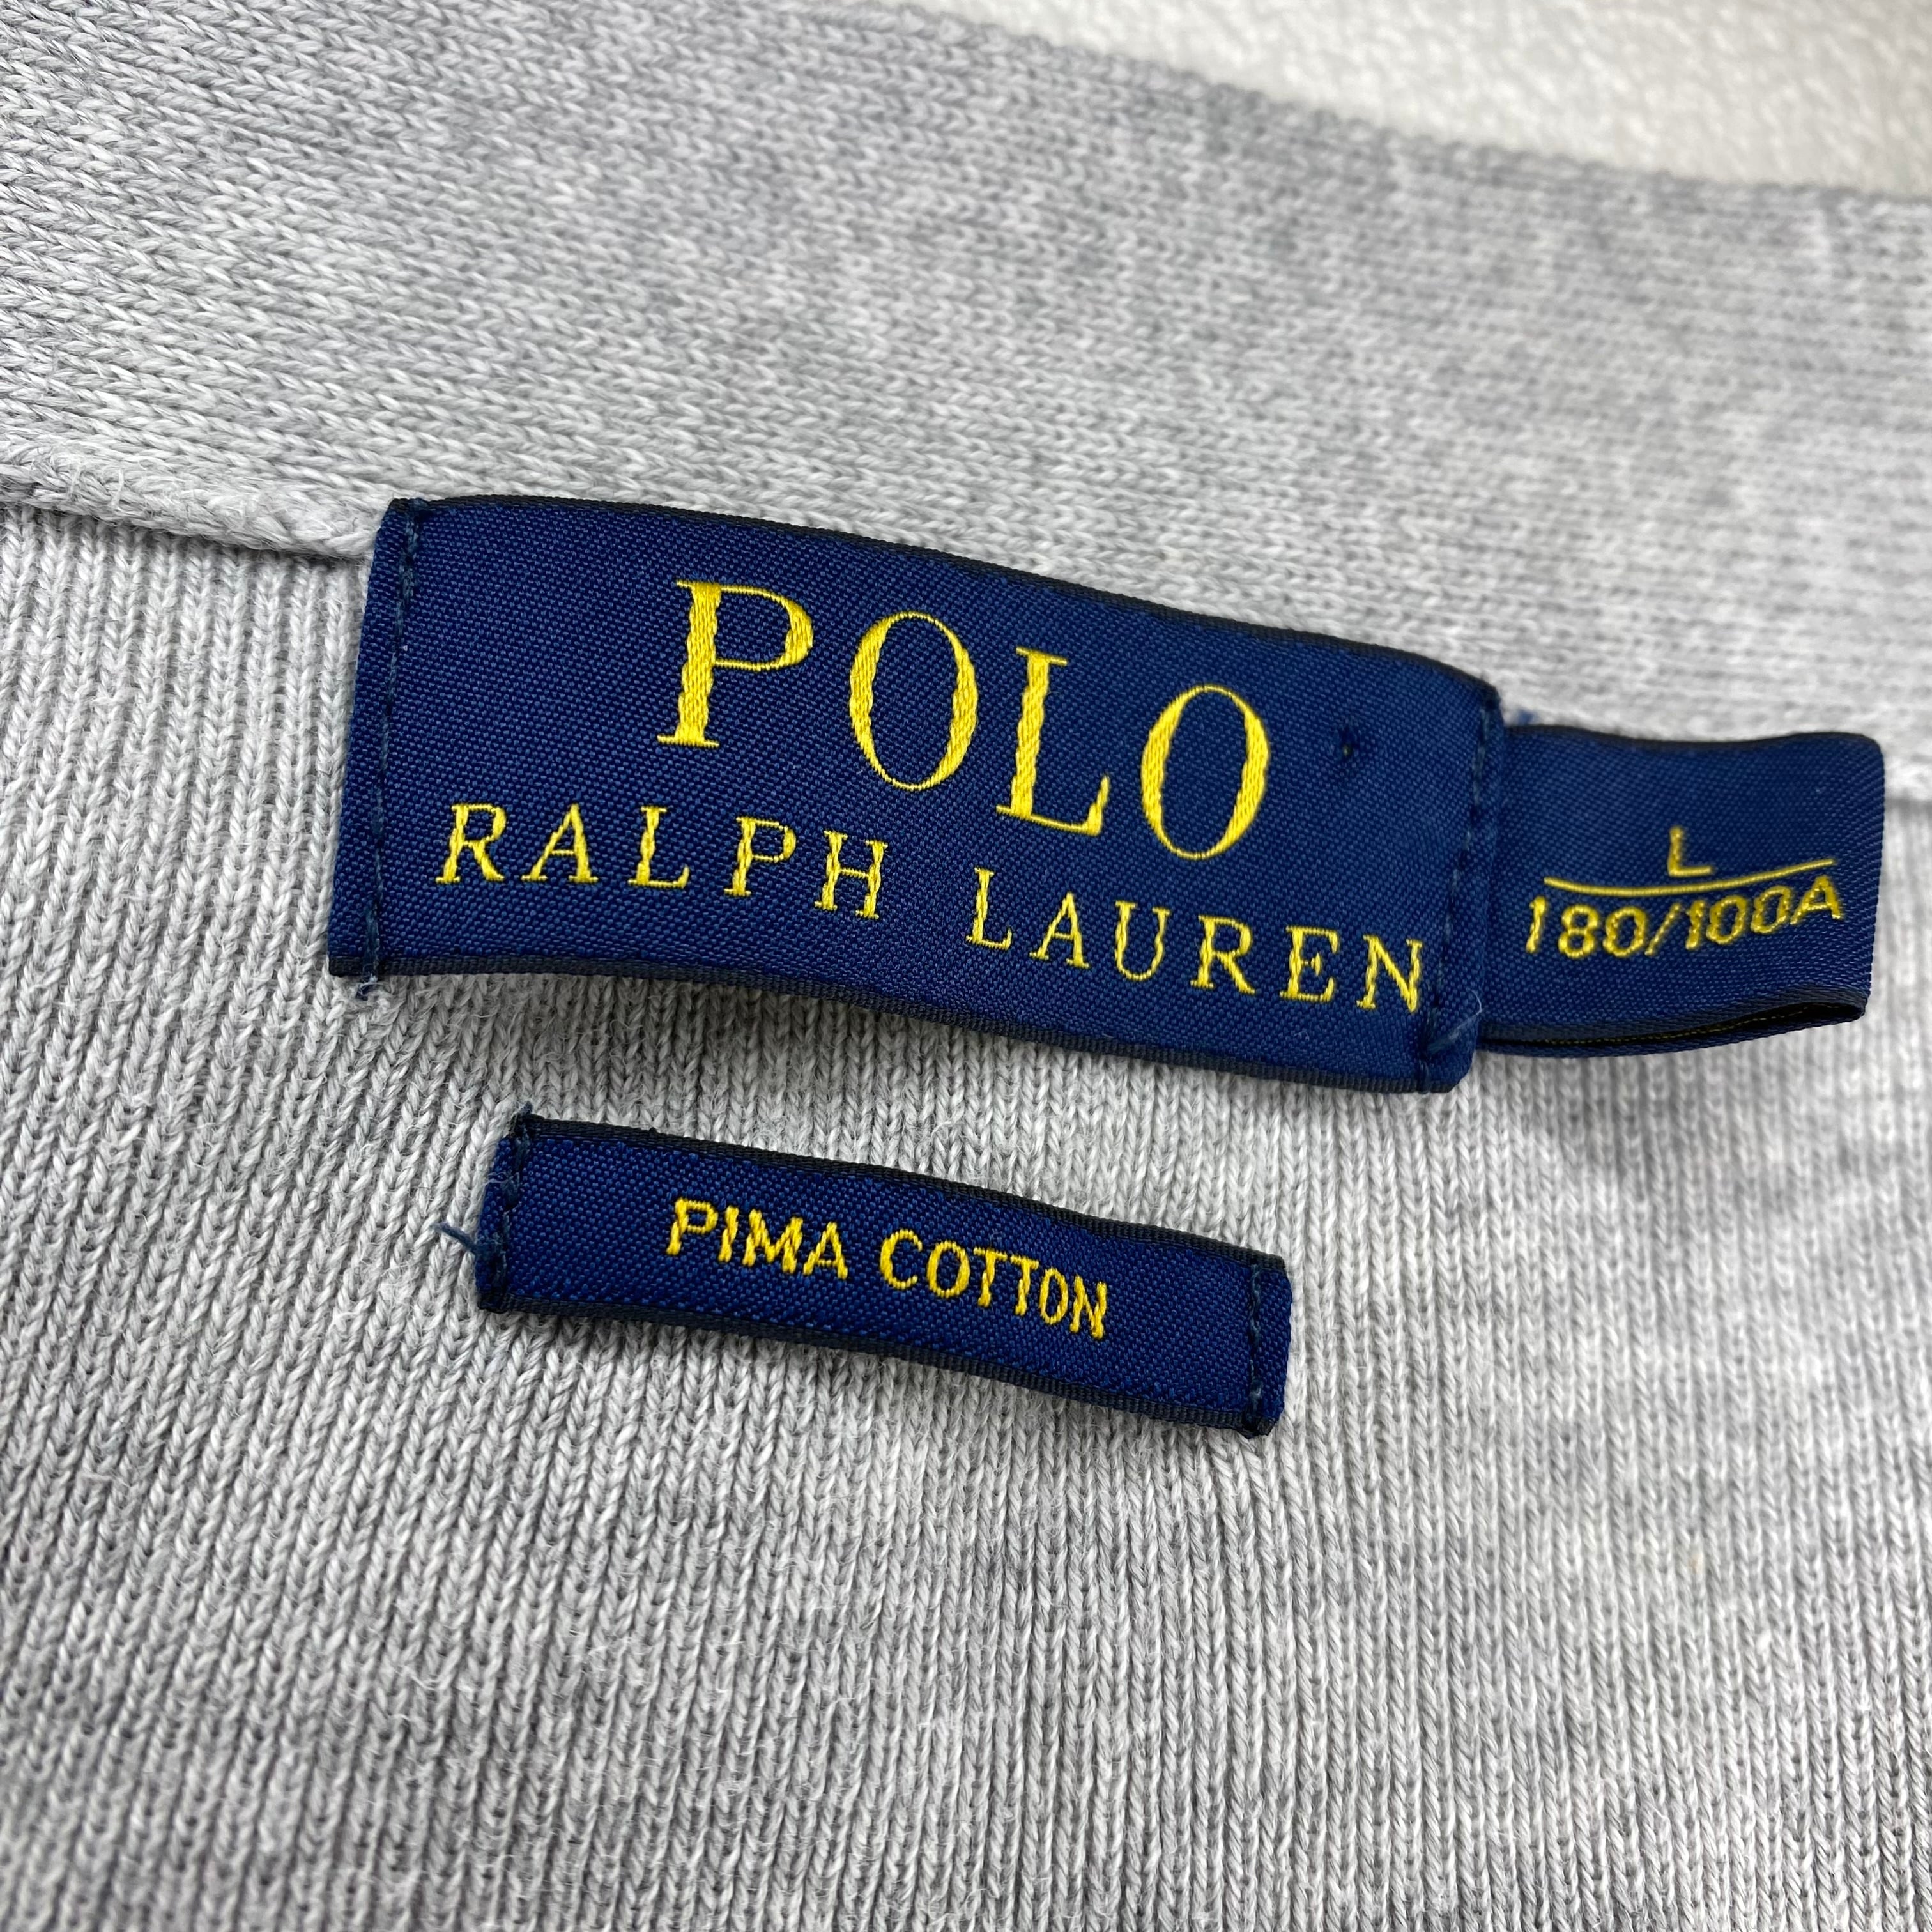 POLO
RALPH LAUREN
L
180/100A
PIMA COTTON